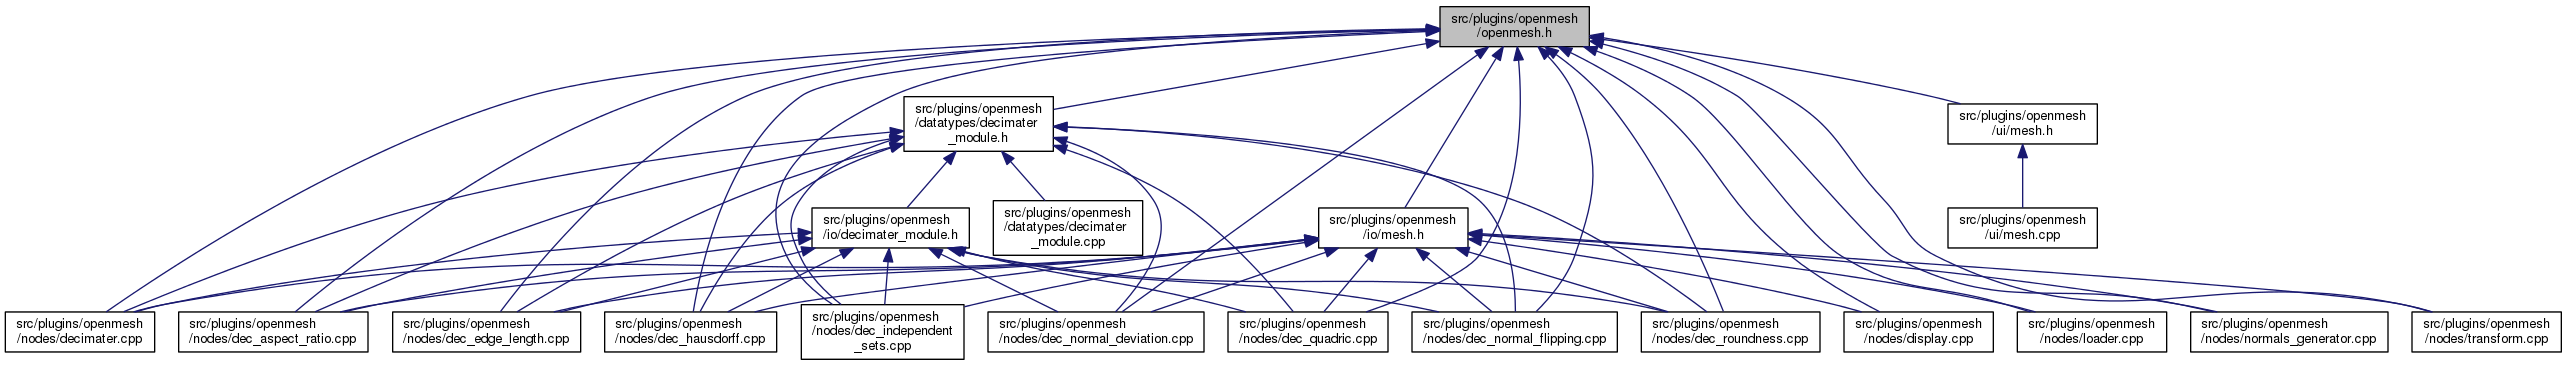 src/plugins/openmesh
/openmesh.h
src/plugins/openmesh
/datatypes/decimater
_module.h
src/plugins/openmesh
/ui/mesh.h
src/plugins/openmesh
/io/decimater_module.h
src/plugins/openmesh
/datatypes/decimater
_module.cpp
src/plugins/openmesh
/io/mesh.h
src/plugins/openmesh
/ui/mesh.cpp
src/plugins/openmesh
/nodes/decimater.cpp
src/plugins/openmesh
/nodes/dec_aspect_ratio.cpp
src/plugins/openmesh
/nodes/dec_edge_length.cpp
src/plugins/openmesh
/nodes/dec_hausdorff.cpp
src/plugins/openmesh
/nodes/dec_independent
_sets.cpp
src/plugins/openmesh
/nodes/dec_normal_deviation.cpp
src/plugins/openmesh
/nodes/dec_quadric.cpp
src/plugins/openmesh
/nodes/dec_normal_flipping.cpp
src/plugins/openmesh
/nodes/dec_roundness.cpp
src/plugins/openmesh
/nodes/display.cpp
src/plugins/openmesh
/nodes/loader.cpp
src/plugins/openmesh
/nodes/normals_generator.cpp
src/plugins/openmesh
/nodes/transform.cpp